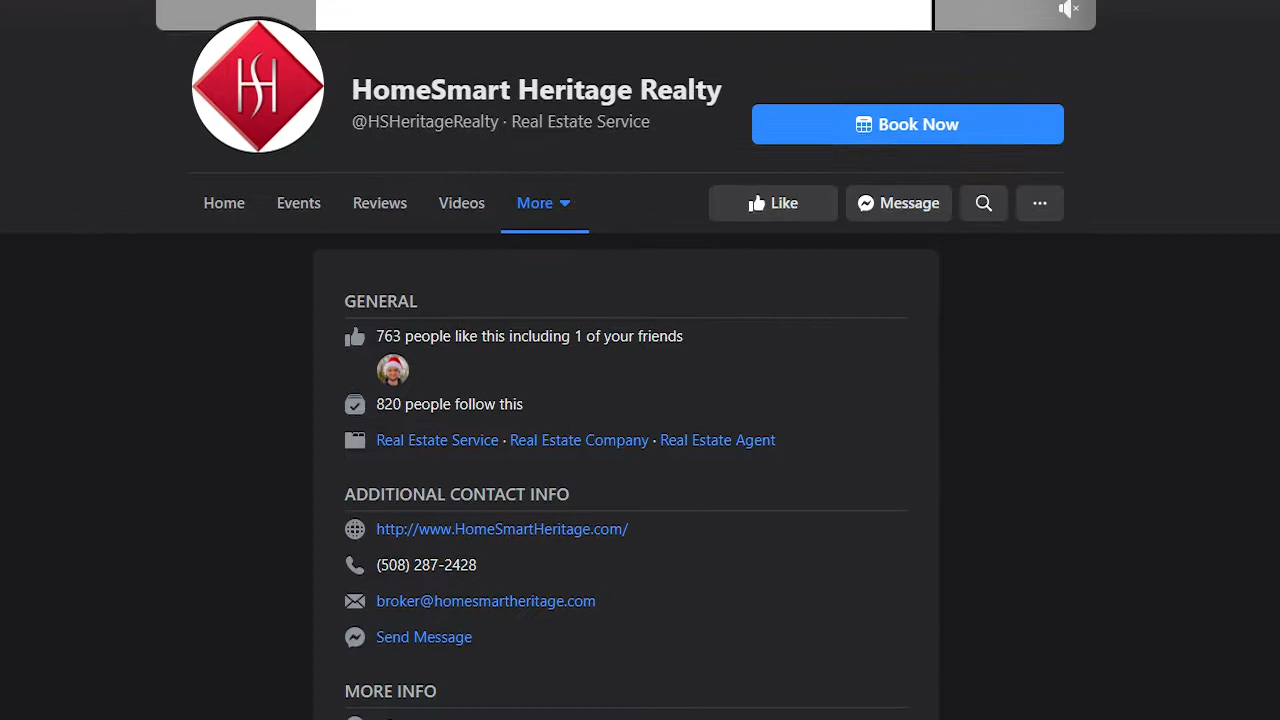 HS
HomeSmart Heritage Realty
@HSHeritageRealty · Real Estate Service
Book Now
Home Events Reviews Videos More Like Message
GENERAL
763 people like this including 1 of your friends
820 people follow this
Real Estate Service · Real Estate Company · Real Estate Agent
ADDITIONAL CONTACT INFO
http://www.HomeSmartHeritage.com/
(508) 287-2428
broker@homesmartheritage.com
Send Message
MORE INFO